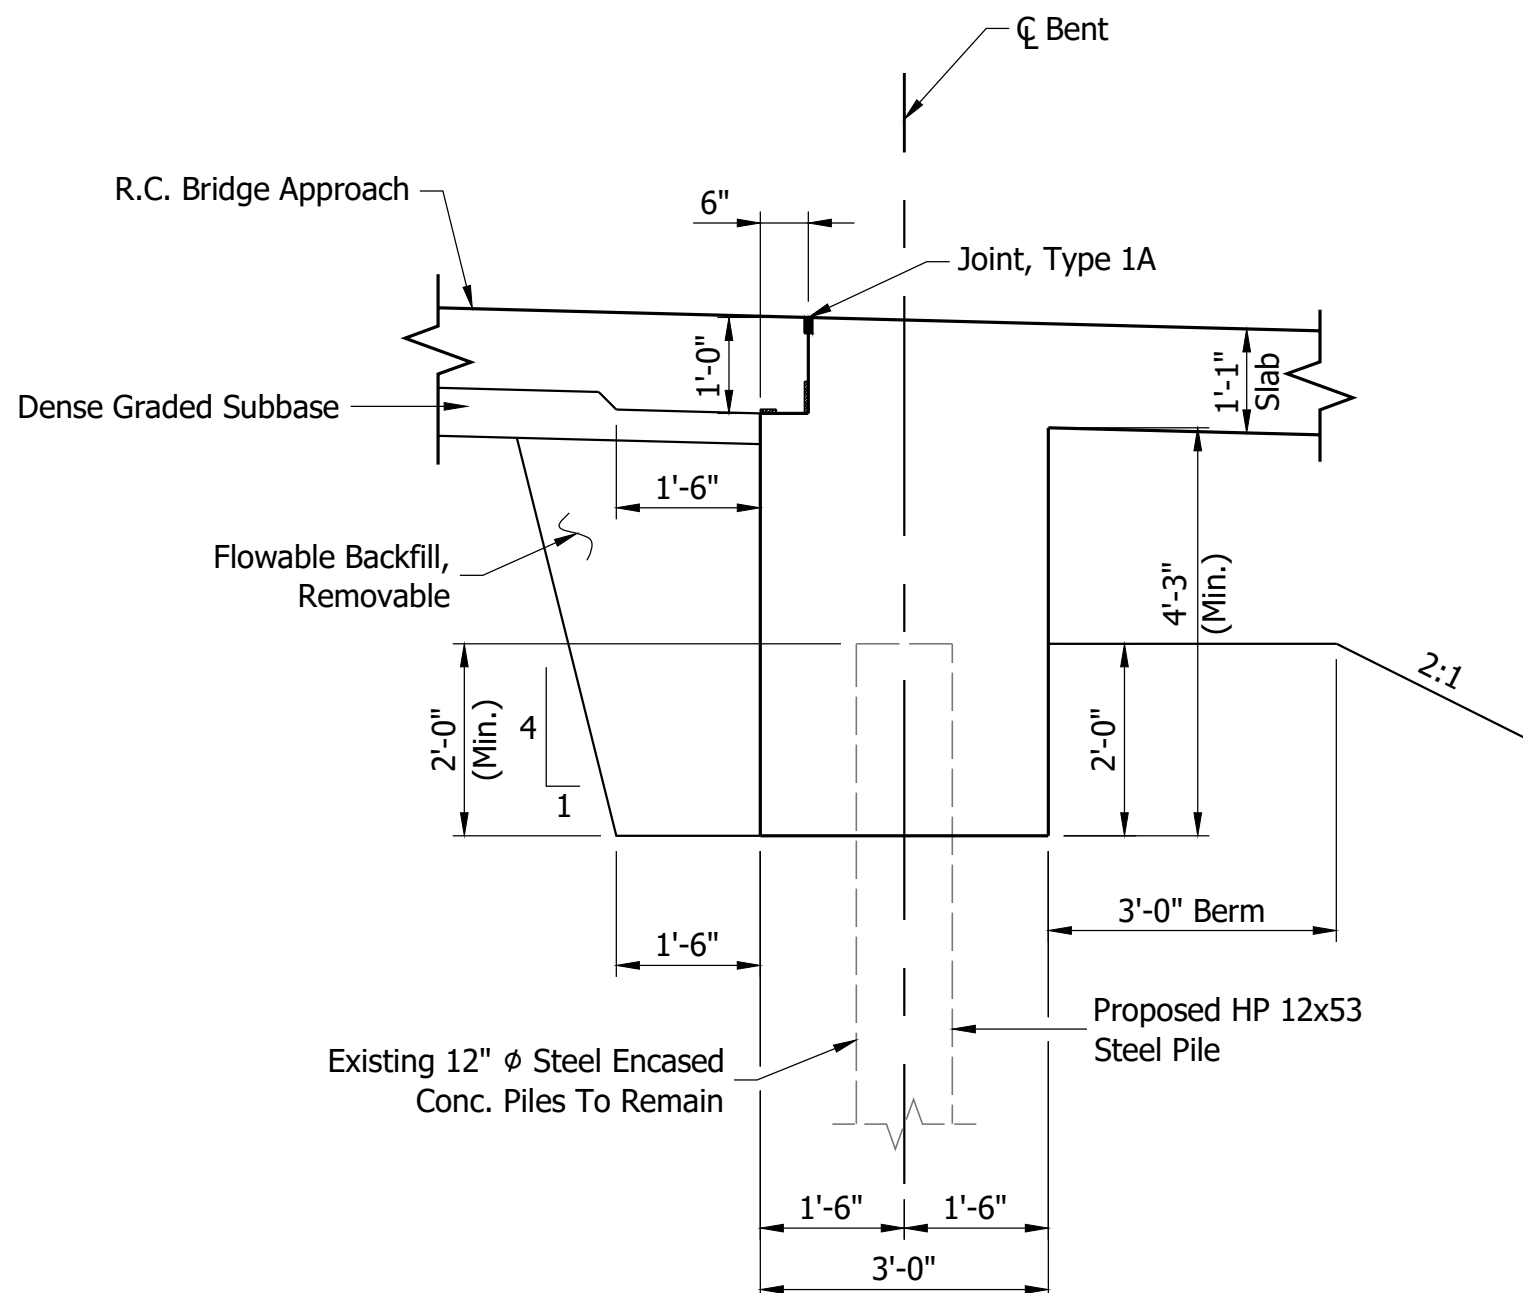 ℄ Bent
R.C. Bridge Approach
6"
Joint, Type 1A
1'-0"
1'-1"
Slab
Dense Graded Subbase
1'-6"
Flowable Backfill,
Removable
4'-3"
(Min.)
2:1
2'-0"
(Min.)
4
1
2'-0"
3'-0" Berm
1'-6"
Proposed HP 12x53
Steel Pile
Existing 12" ϕ Steel Encased
Conc. Piles To Remain
1'-6"
1'-6"
3'-0"